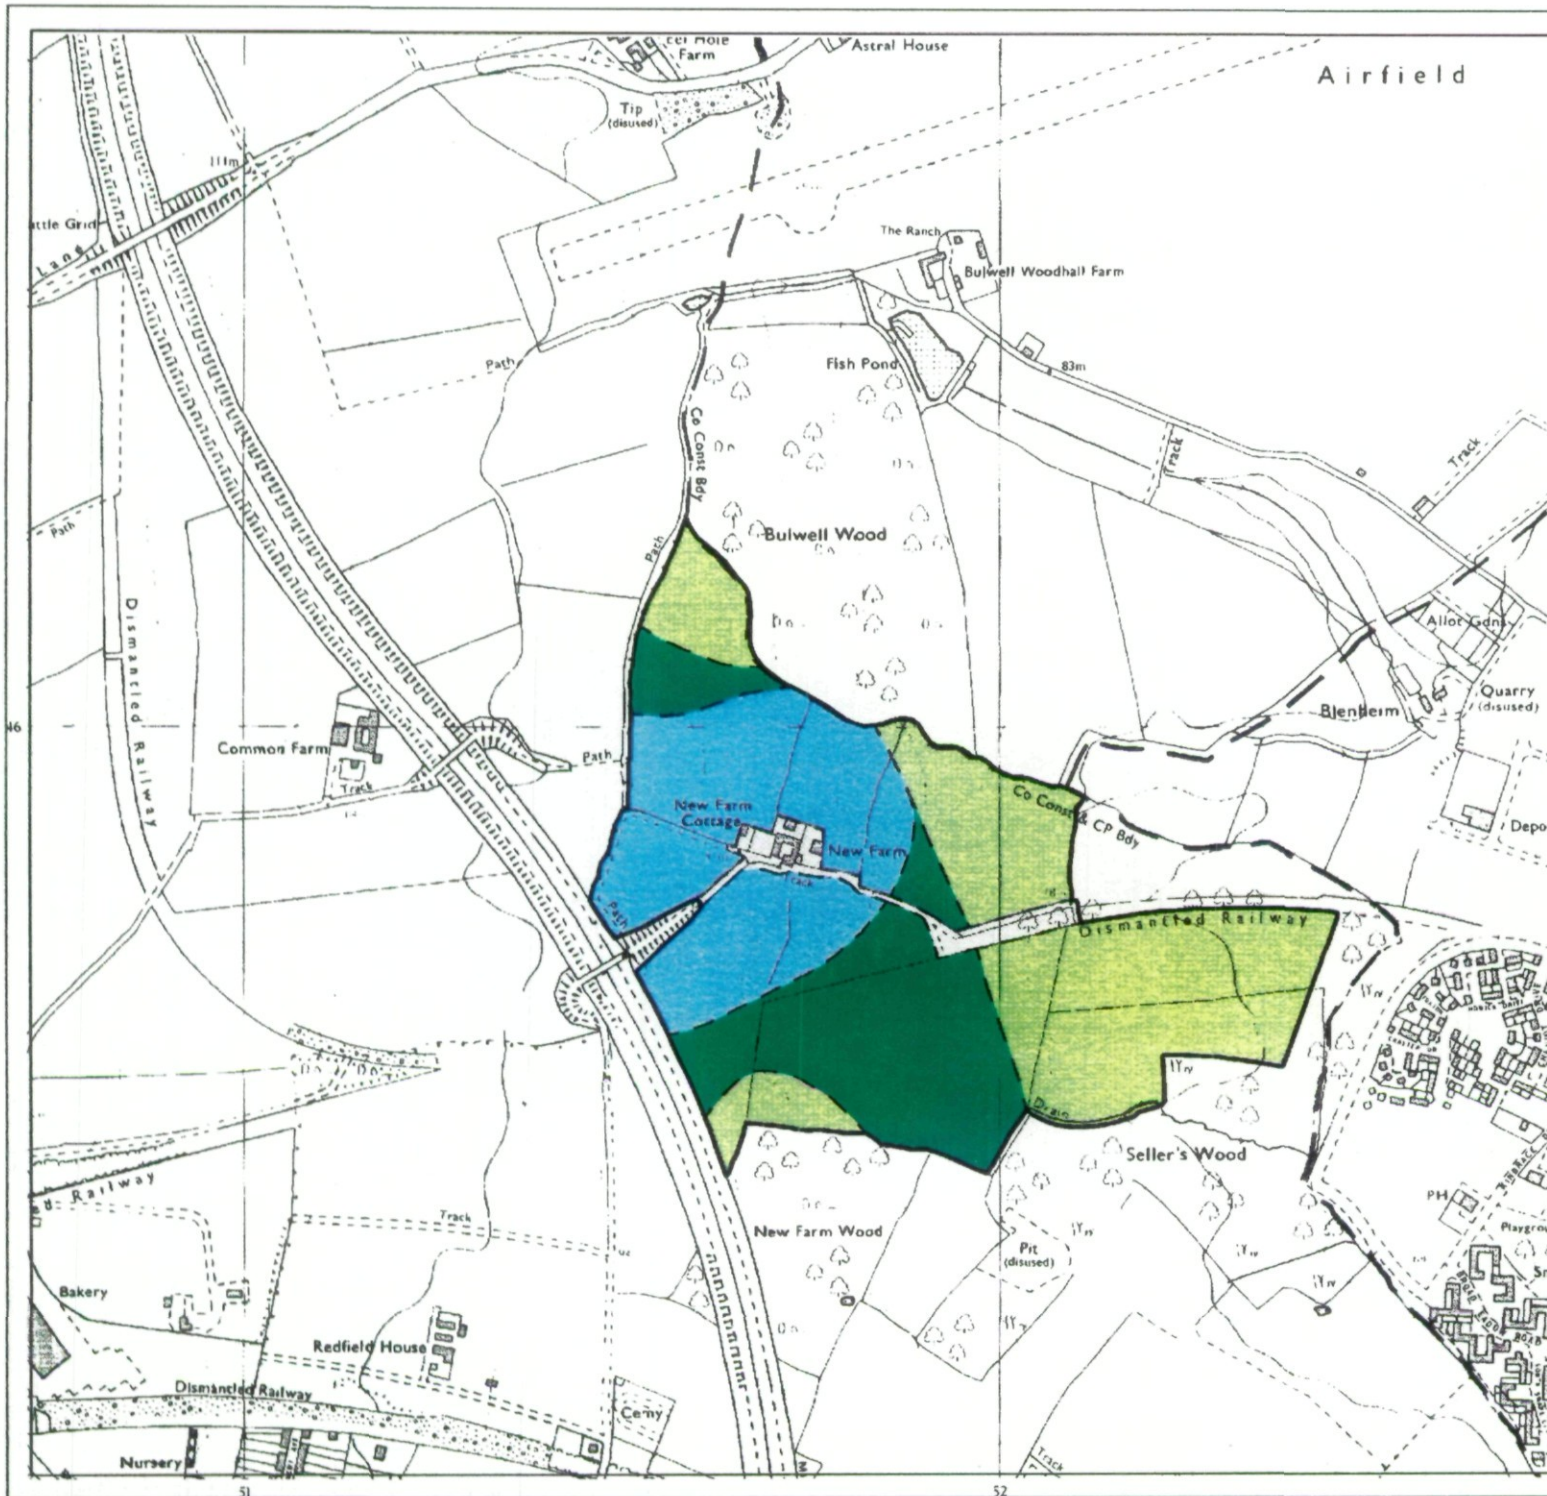 Farm
Astral House
Airfield
Tip
(disused)
111m
Lane
The Ranch
Bulwell Woodhall Farm
Path
Fish Pond
83m
Co Const Bdy
Track
Track
Path
Path
Bulwell Wood
Allot Gdns
Dismantled Railway
Quarry
(disused)
Blenheim
46
Common Farm
Path
Track
New Farm
Cottage
New Farm
Co Const & CP Bdy
Depo
Track
Path
Dismantled Railway
Drain
Seller's Wood
ed Railway
PH
Track
New Farm Wood
Pit
(disused)
Playgrou
Bakery
Redfield House
Dismantled Railway
Cemy
Nursery
Track
51
52